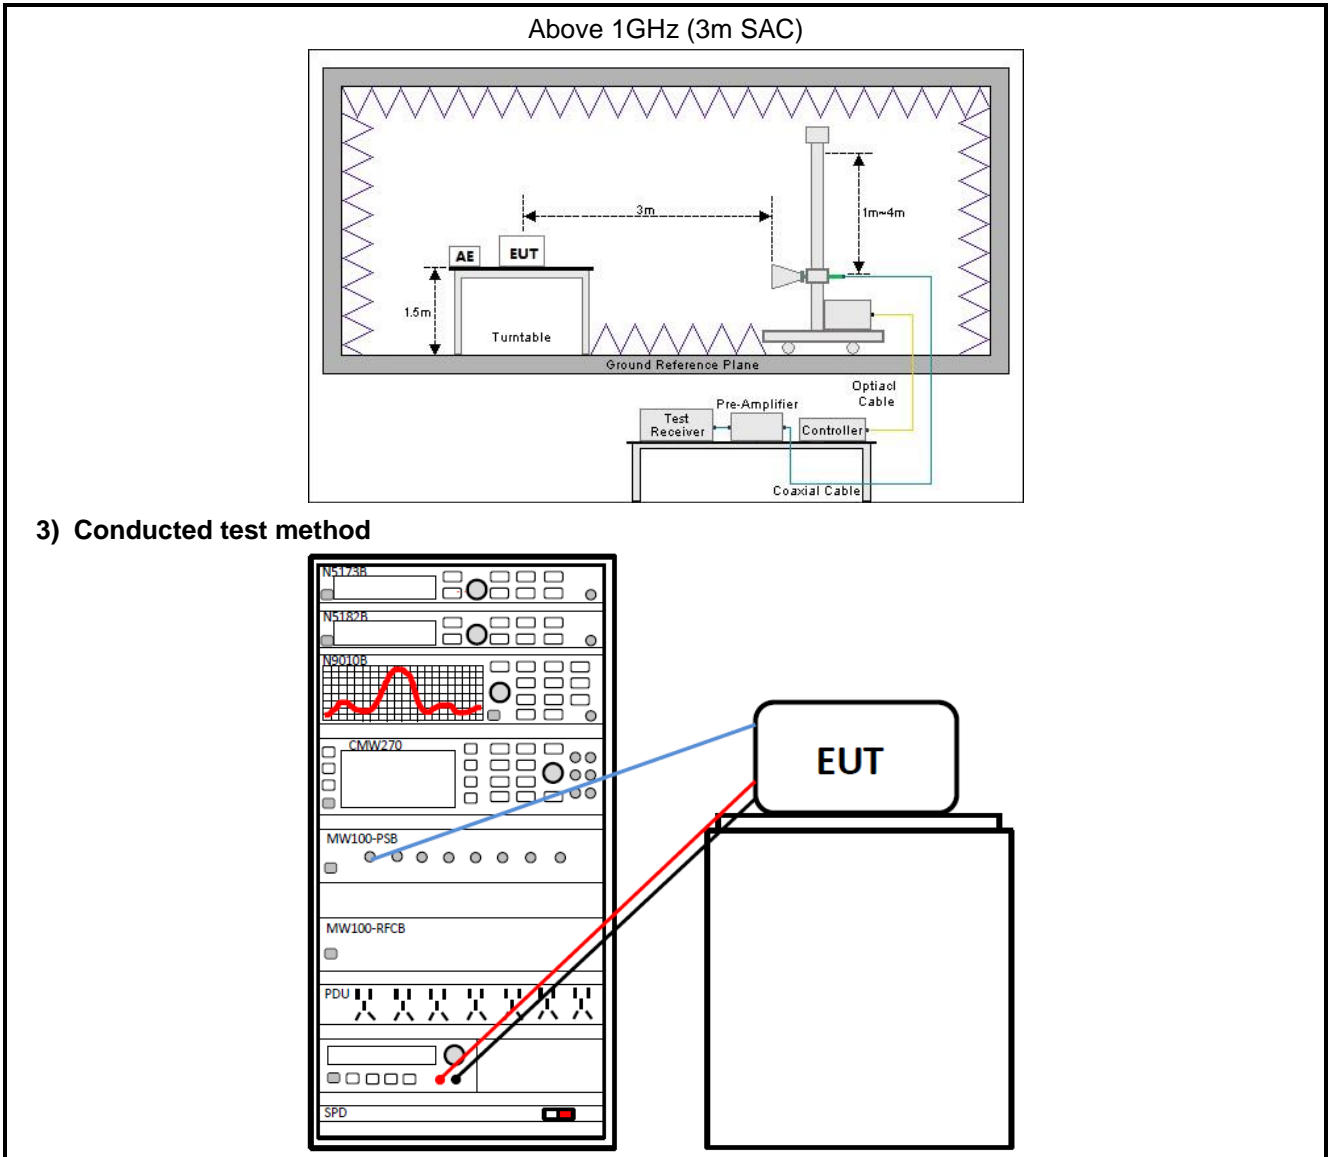 Above 1GHz (3m SAC)
3m
1m~4m
AE
EUT
1.5m
Turntable
Ground Reference Plane
Optiacl
Cable
Pre-Amplifier
Test
Receiver
Controller
Coaxial Cable
3) Conducted test method
N5173B
N5182B
N9010B
CMW270
EUT
MW100-PSB
MW100-RFCB
PDU
SPD